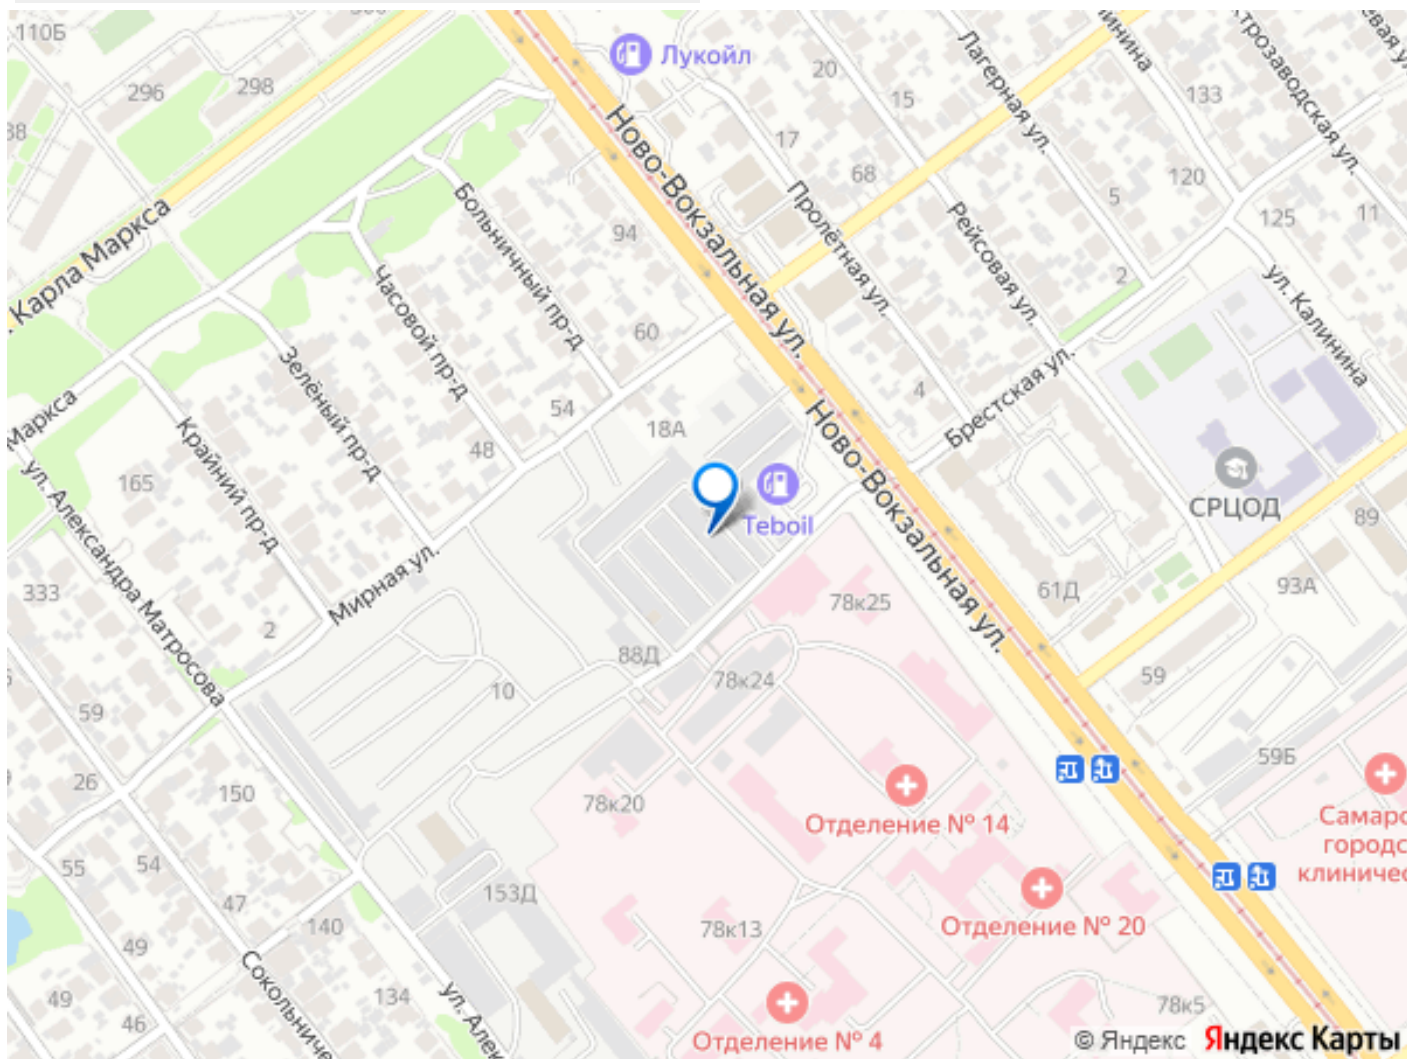 110Б
296
298
Лукойл
20
15
Лагерная ул.
133
17
68
5
120
125
11
2
ул. Калинина
Ново-Вокзальная ул.
Пролётная ул.
Рейсовая ул.
Карла Маркса
Больничный пр-д
94
60
Часовой пр-д
Зелёный пр-д
54
48
18А
4
Брестская ул.
Маркса
Крайний пр-д
165
ул. Александра Матросова
333
Мирная ул.
2
Teboil
Ново-Вокзальная ул.
СРЦОД
89
93А
61Д
59
78к25
88Д
78к24
10
59
26
150
78к20
59Б
Отделение № 14
Отделение № 20
Отделение № 4
55
54
47
140
153Д
78к13
49
49
46
134
78к5
© Яндекс Яндекс Карты